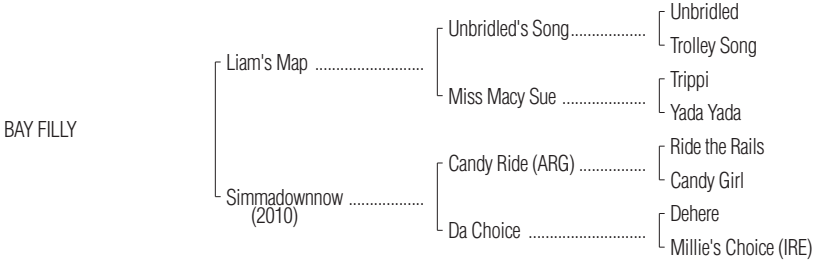 Unbridled
Unbridled's Song..................
Trolley Song
Liam's Map ..........................
Trippi
Miss Macy Sue ....................
Yada Yada
BAY FILLY
Ride the Rails
Candy Ride (ARG) ................
Candy Girl
Simmadownnow ..................
(2010)
Dehere
Da Choice ............................
Millie's Choice (IRE)